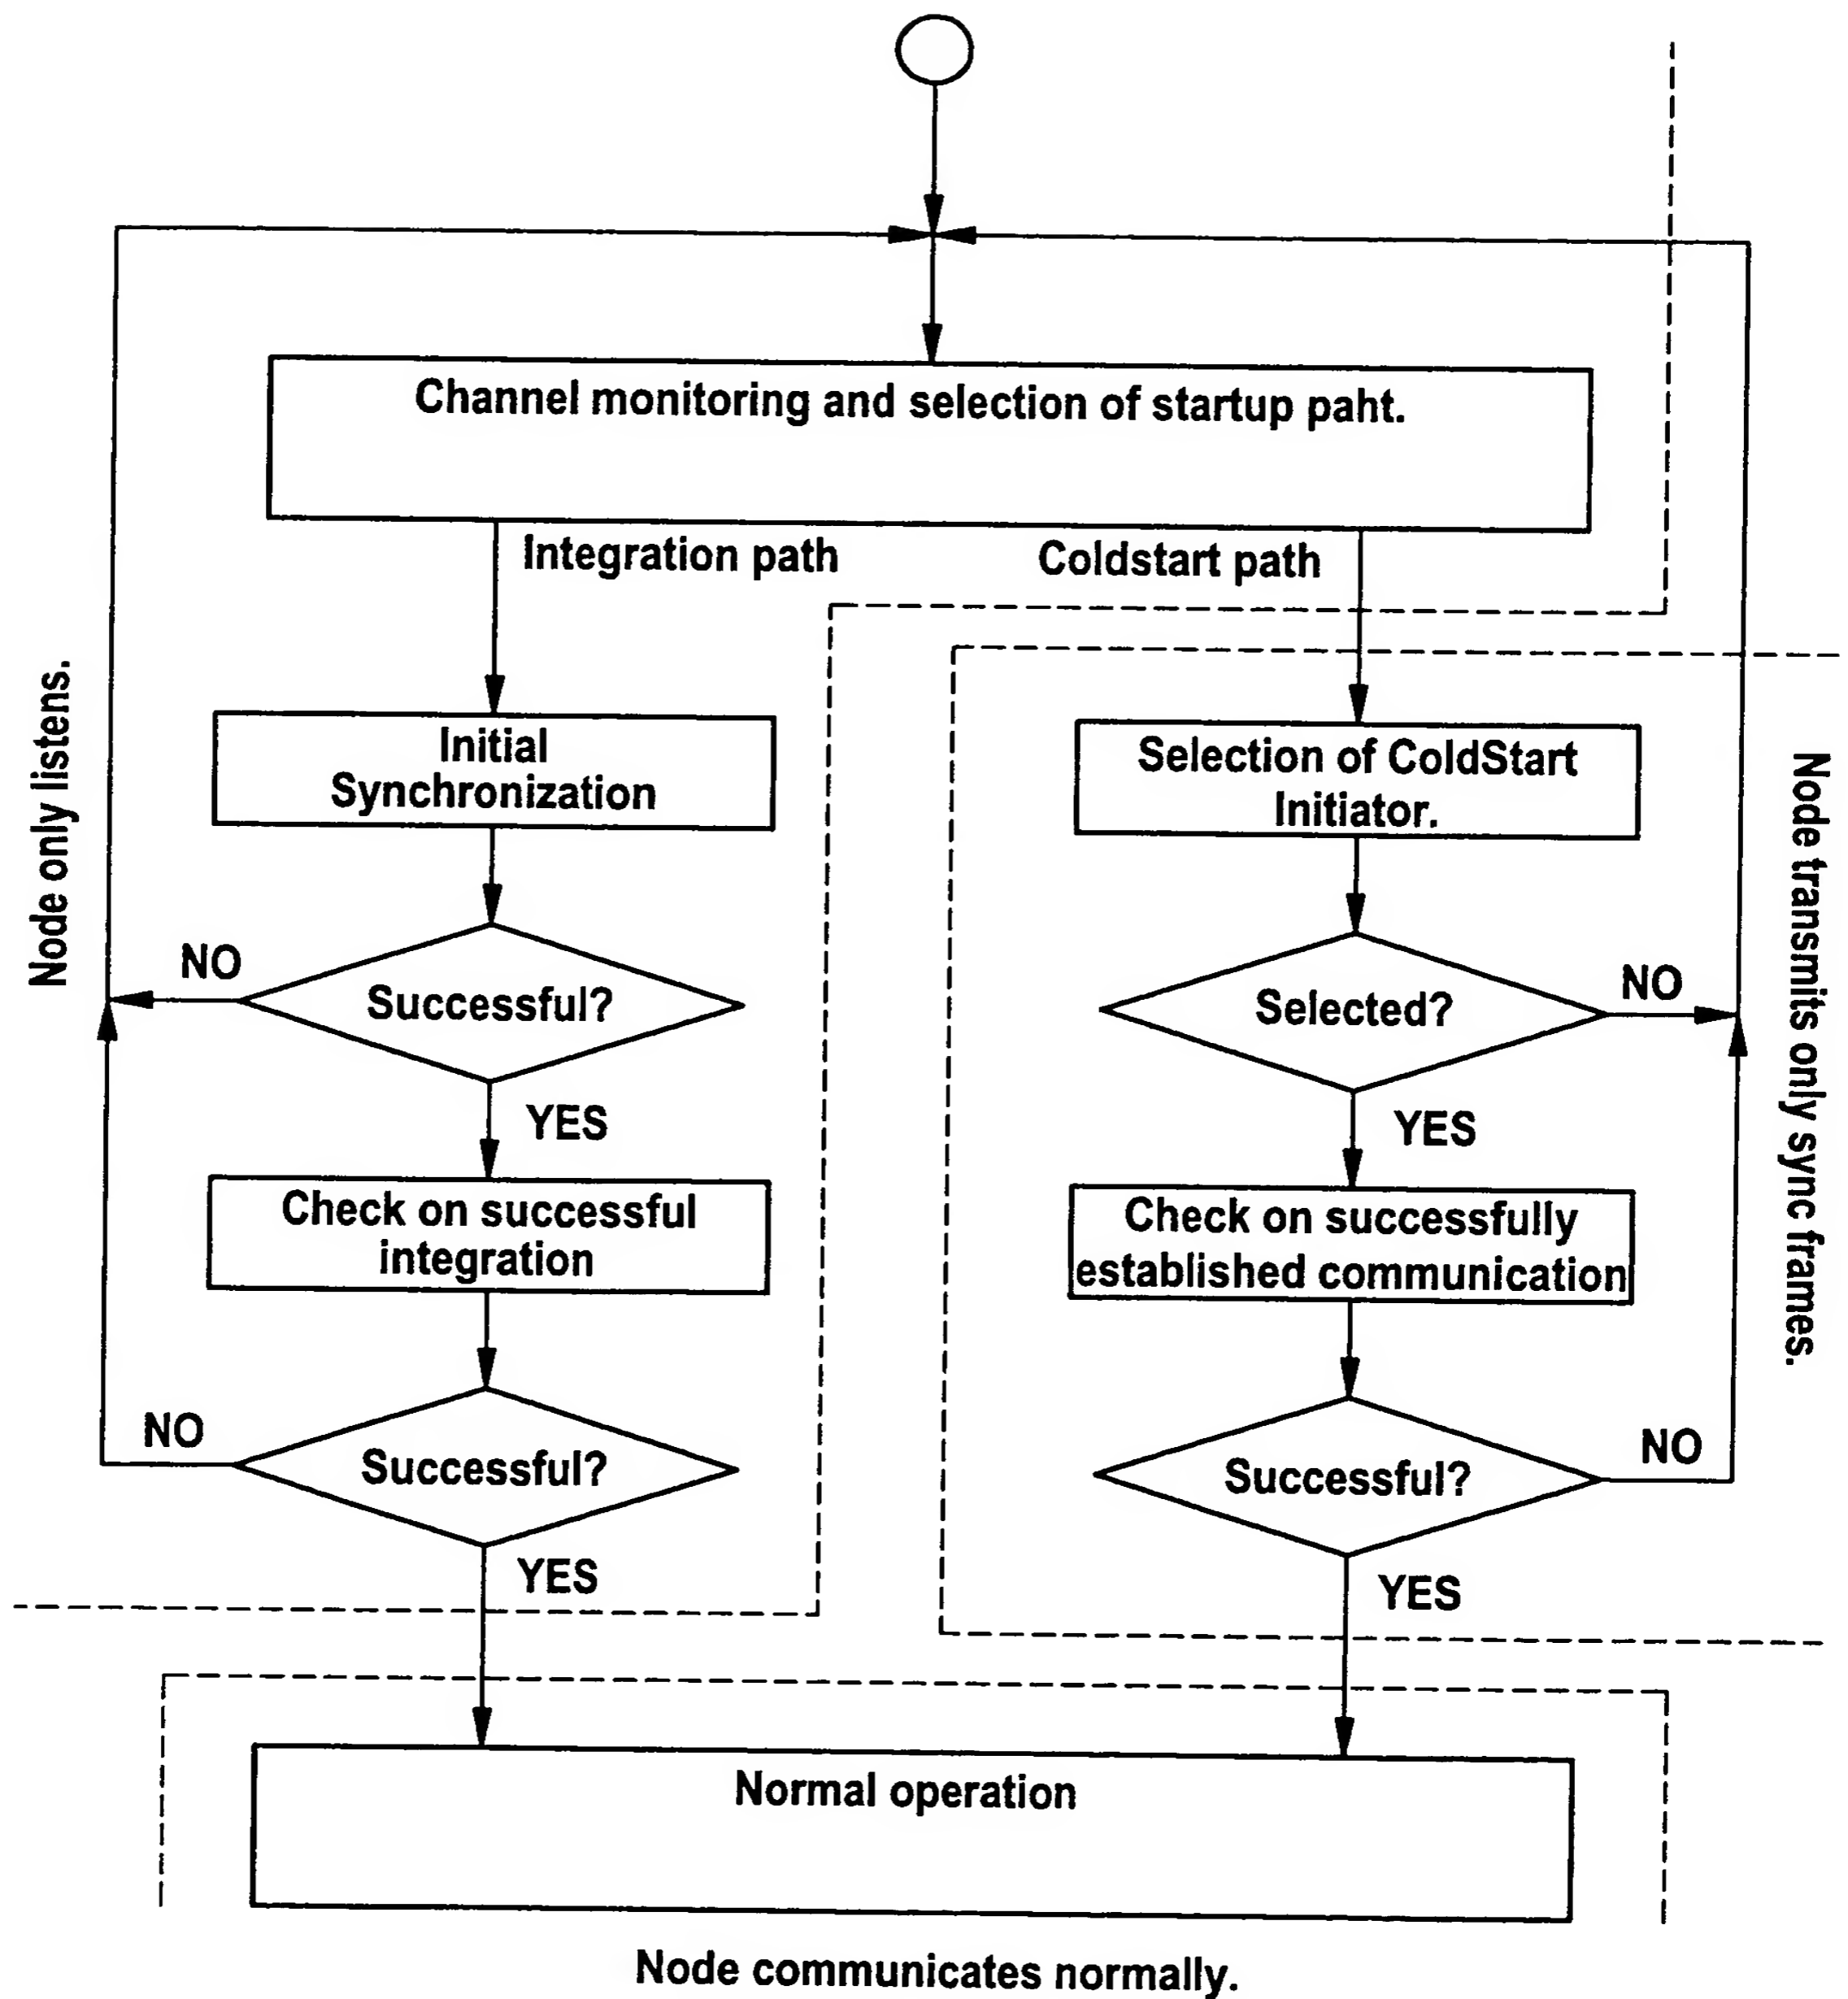 Channel monitoring and selection of startup paht.
Integration path
Coldstart path
Node only listens.
Initial
Synchronization
Selection of ColdStart
Initiator.
Node transmits only sync frames.
NO
Successful?
Selected?
NO
YES
YES
Check on successful
integration
Check on successfully
established communication
NO
Successful?
Successful?
NO
YES
YES
Normal operation
Node communicates normally.